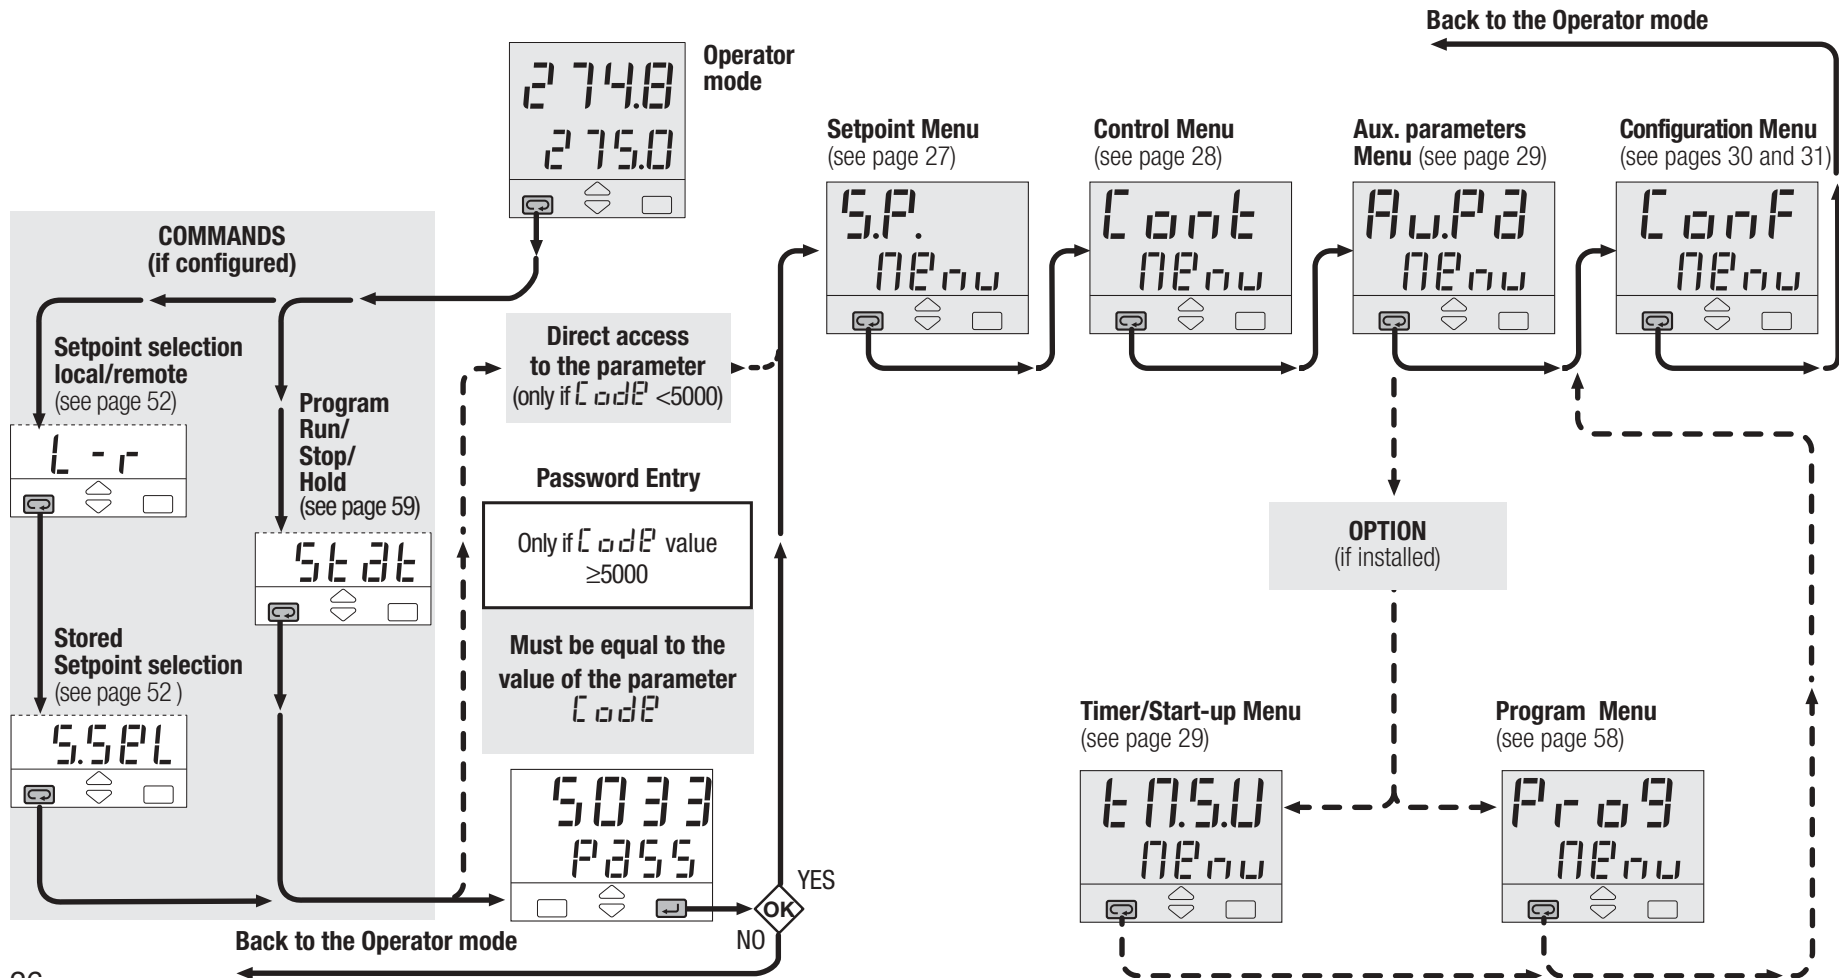 Back to the Operator mode
Operator
mode
274.8
275.0
Setpoint Menu
(see page 27)
S.P.
MEnu
Control Menu
(see page 28)
Cont
MEnu
Aux. parameters
Menu (see page 29)
Au.Pa
MEnu
Configuration Menu
(see pages 30 and 31)
ConF
MEnu
COMMANDS
(if configured)
Setpoint selection
local/remote
(see page 52)
L-r
Program
Run/
Stop/
Hold
(see page 59)
Stat
Stored
Setpoint selection
(see page 52 )
S.SeL
Direct access
to the parameter
(only if Code <5000)
Password Entry
Only if Code value
≥5000
Must be equal to the
value of the parameter
Code
5033
Pass
OK
YES
NO
Back to the Operator mode
OPTION
(if installed)
Timer/Start-up Menu
(see page 29)
tM.S.U
MEnu
Program Menu
(see page 58)
Prog
MEnu